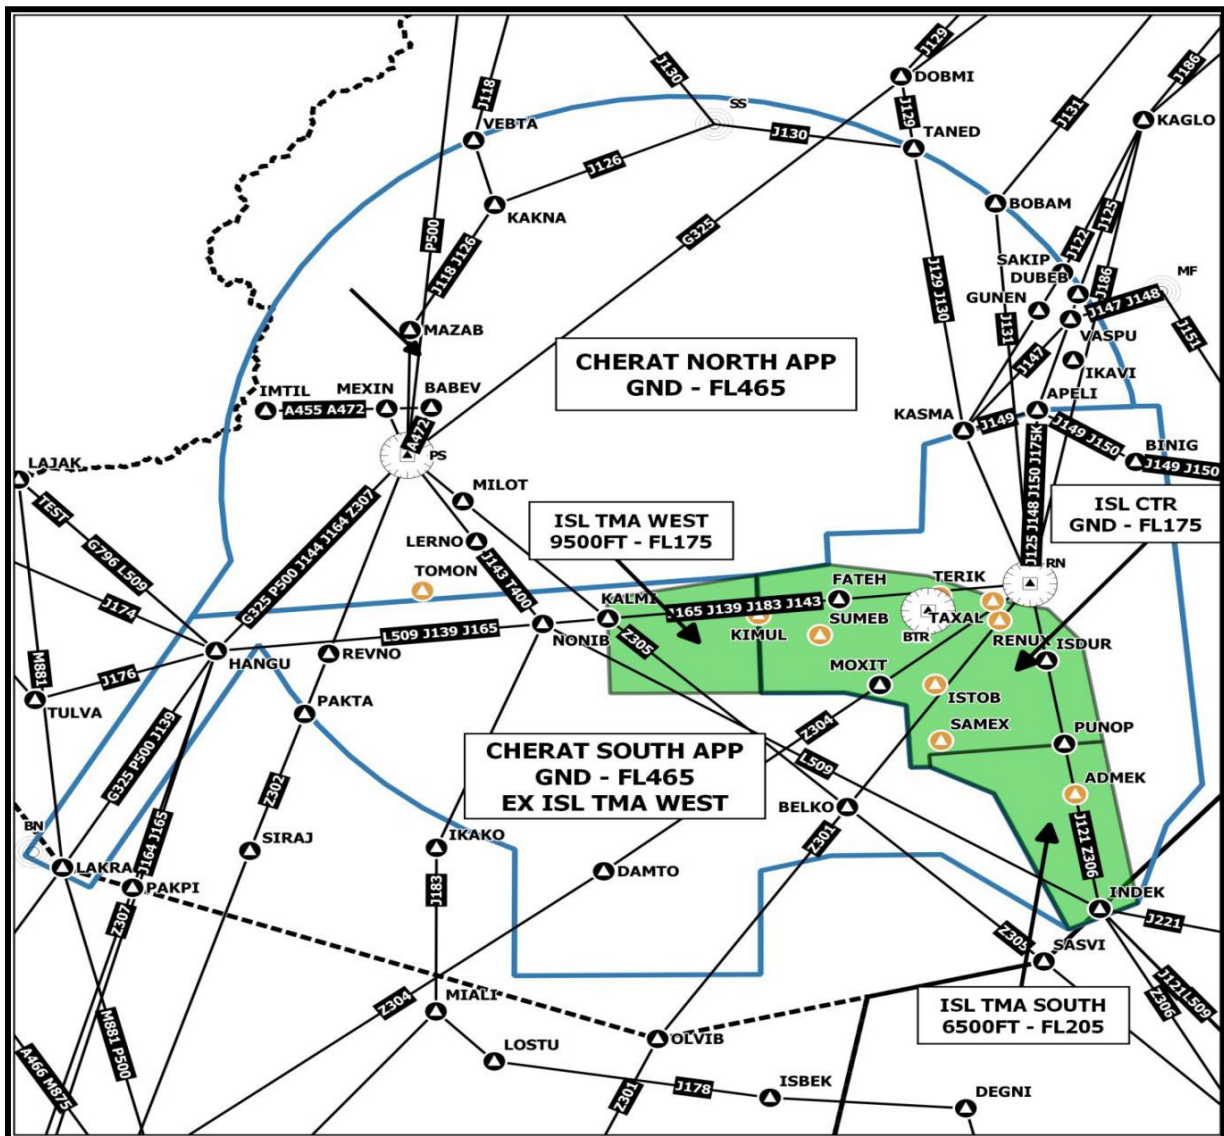 J129
J130
DOBMI
J186
J118
SS
J129
J131
KAGLO
VEBTA
J130
TANED
J126
KAKNA
BOBAM
P500
G325
J125
J122
SAKIP
J118 J126
DUBEB
J186
MF
J129 J130
GUNEN
J147 J148
MAZAB
J131
VASPU
J151
CHERAT NORTH APP
GND - FL465
J147
IKAVI
IMTIL
MEXIN
BABEV
A455 A472
KASMA
APELI
J149
A472
J149 J150
BINIG
PS
LAJAK
J149 J150
MILOT
J125 J148 J150 J175K
TEST
ISL TMA WEST
9500FT - FL175
ISL CTR
GND - FL175
G796 L509
G325 P500 J144 J164 Z307
LERNO
J143 T400
RN
TOMON
FATEH
TERIK
J174
KALMI
J165 J139 J183 J143
SUMEB
TAXAL
L509 J139 J165
NONIB
Z305
KIMUL
BTR
RENUX
HANGU
REVNO
ISDUR
M881
J176
MOXIT
ISTOB
TULVA
PAKTA
Z304
SAMEX
PUNOP
G325 P500 J139
CHERAT SOUTH APP
GND - FL465
EX ISL TMA WEST
L509
ADMEK
Z302
BELKO
BN
SIRAJ
IKAKO
Z301
J121 Z306
LAKRA
J164 J165
PAKPI
J183
DAMTO
INDEK
Z307
J221
Z305
SASVI
MIALI
Z304
ISL TMA SOUTH
6500FT - FL205
J121 L509
Z306
M881 P500
OLVIB
LOSTU
A466 M875
J178
ISBEK
Z301
DEGNI